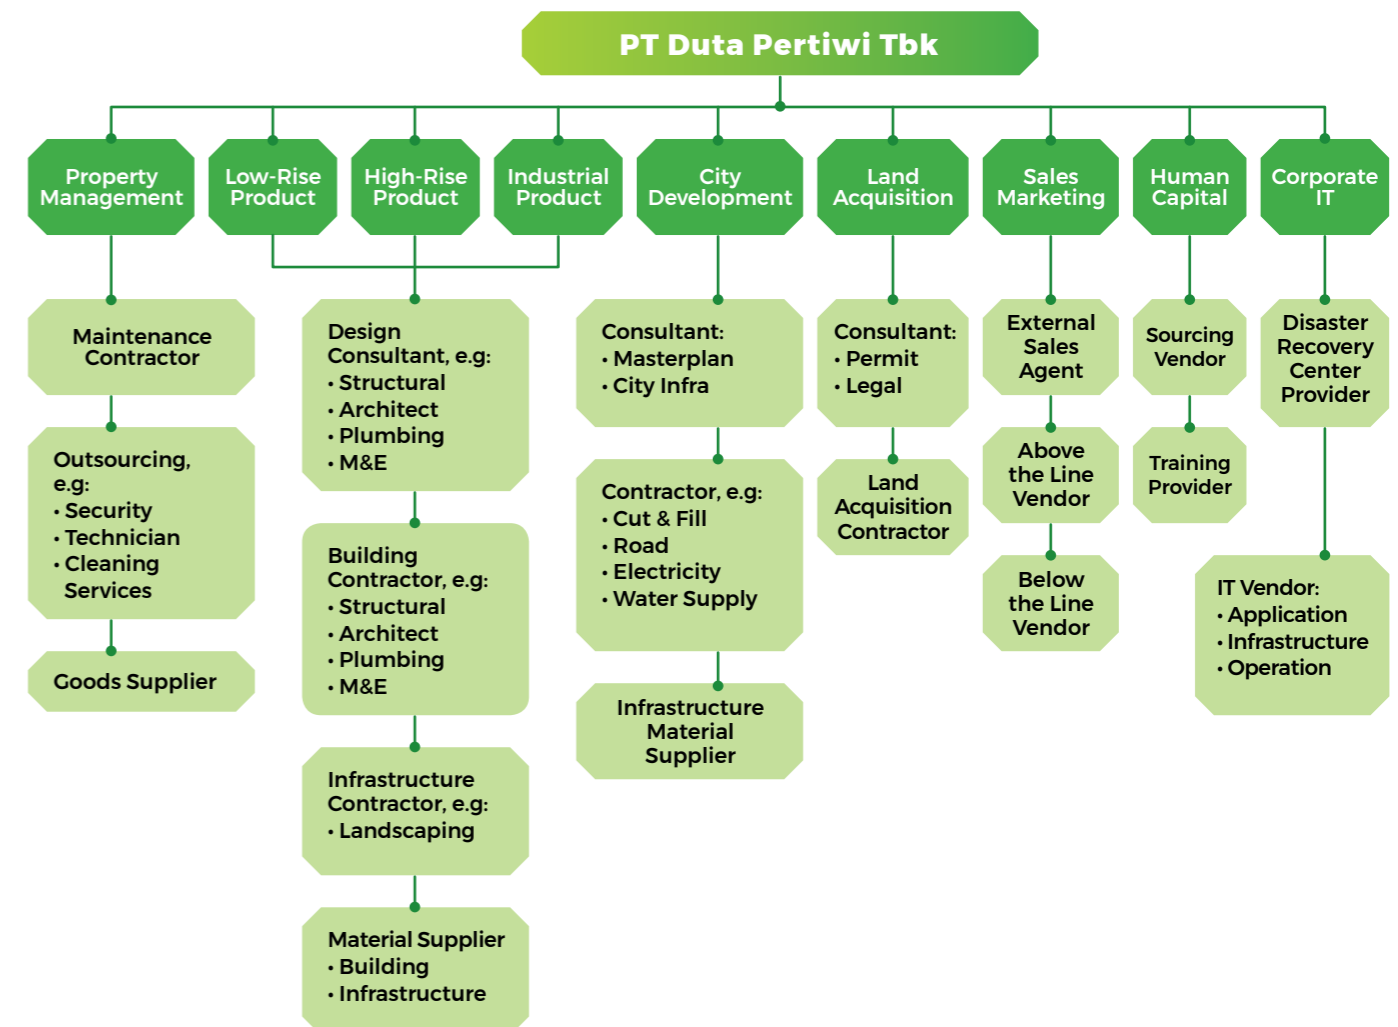 PT Duta Pertiwi Tbk
Property
Management
Low-Rise
Product
High-Rise
Product
Industrial
Product
City
Development
Land
Acquisition
Sales
Marketing
Human
Capital
Corporate
IT
Maintenance
Contractor
Outsourcing,
e.g:
• Security
• Technician
• Cleaning
Services
Goods Supplier
Design
Consultant, e.g:
• Structural
• Architect
• Plumbing
• M&E
Building
Contractor, e.g:
• Structural
• Architect
• Plumbing
• M&E
Infrastructure
Contractor, e.g:
• Landscaping
Material Supplier
• Building
• Infrastructure
Consultant:
• Masterplan
• City Infra
Contractor, e.g:
• Cut & Fill
• Road
• Electricity
• Water Supply
Infrastructure
Material
Supplier
Consultant:
• Permit
• Legal
Land
Acquisition
Contractor
External
Sales
Agent
Above
the Line
Vendor
Below
the Line
Vendor
Sourcing
Vendor
Training
Provider
Disaster
Recovery
Center
Provider
IT Vendor:
• Application
• Infrastructure
• Operation